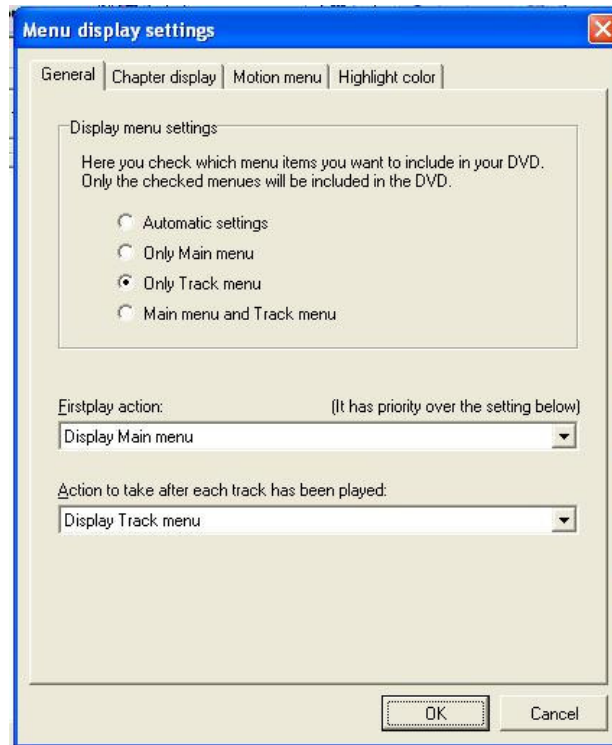 Menu display settings
General Chapter display Motion menu Highlight color
Display menu settings
Here you check which menu items you want to include in your DVD.
Only the checked menues will be included in the DVD.
Automatic settings
Only Main menu
Only Track menu
Main menu and Track menu
Firstplay action: (It has priority over the setting below)
Display Main menu
Action to take after each track has been played:
Display Track menu
OK Cancel